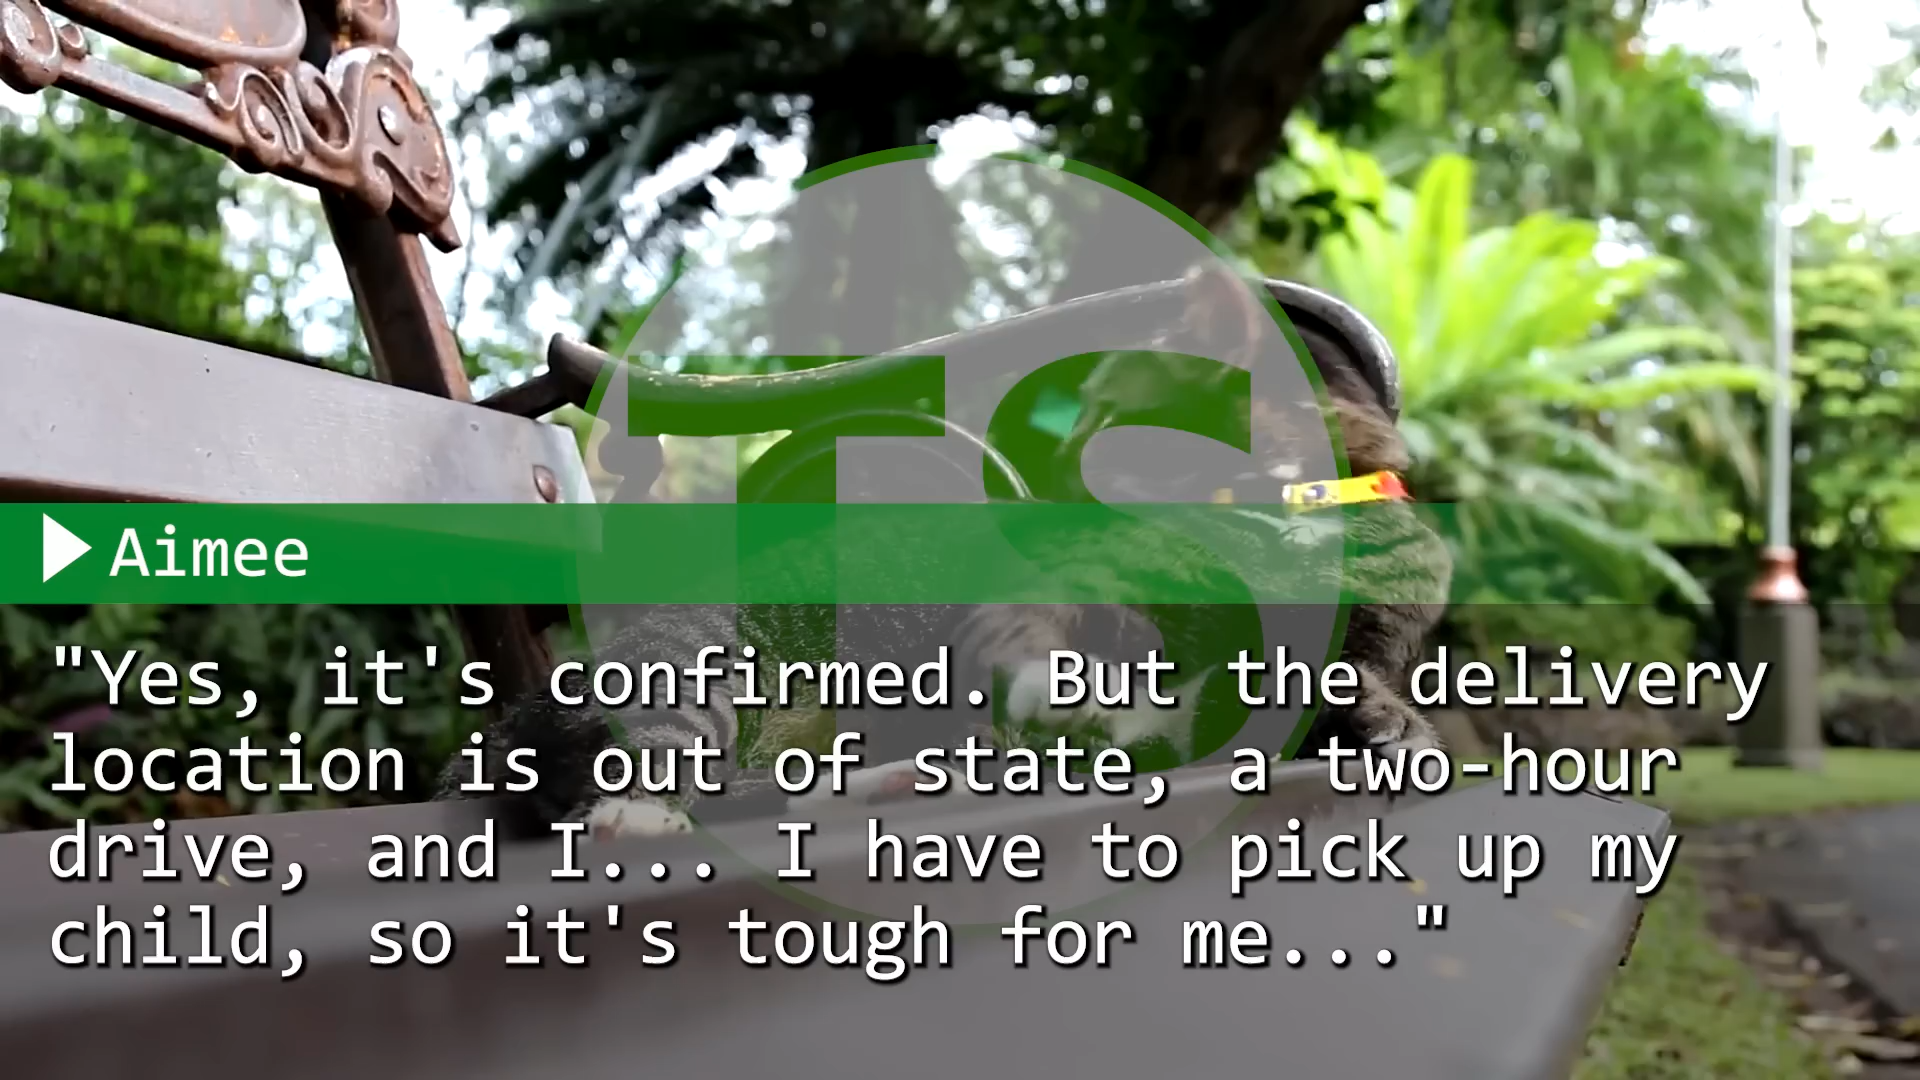 TS
Aimee
"Yes, it's confirmed. But the delivery
location is out of state, a two-hour
drive, and I... I have to pick up my
child, so it's tough for me..."